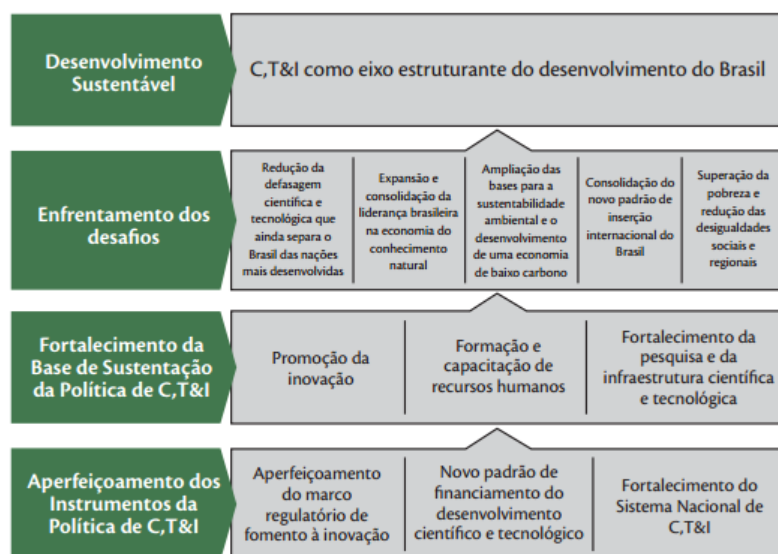 Desenvolvimento
Sustentável
C,T&I como eixo estruturante do desenvolvimento do Brasil
Enfrentamento dos
desafios
Redução da
defasagem
científica e
tecnológica que
ainda separa o
Brasil das nações
mais desenvolvidas
Expansão e
consolidação da
liderança brasileira
na economia do
conhecimento
natural
Ampliação das
bases para a
sustentabilidade
ambiental e o
desenvolvimento
de uma economia
de baixo carbono
Consolidação do
novo padrão de
inserção
internacional do
Brasil
Superação da
pobreza e
redução das
desigualdades
sociais e
regionais
Fortalecimento da
Base de Sustentação
da Política de C,T&I
Promoção da
inovação
Formação e
capacitação de
recursos humanos
Fortalecimento da
pesquisa e da
infraestrutura científica
e tecnológica
Aperfeiçoamento dos
Instrumentos da
Política de C,T&I
Aperfeiçoamento
do marco
regulatório de
fomento à inovação
Novo padrão de
financiamento do
desenvolvimento
científico e tecnológico
Fortalecimento do
Sistema Nacional de
C,T&I